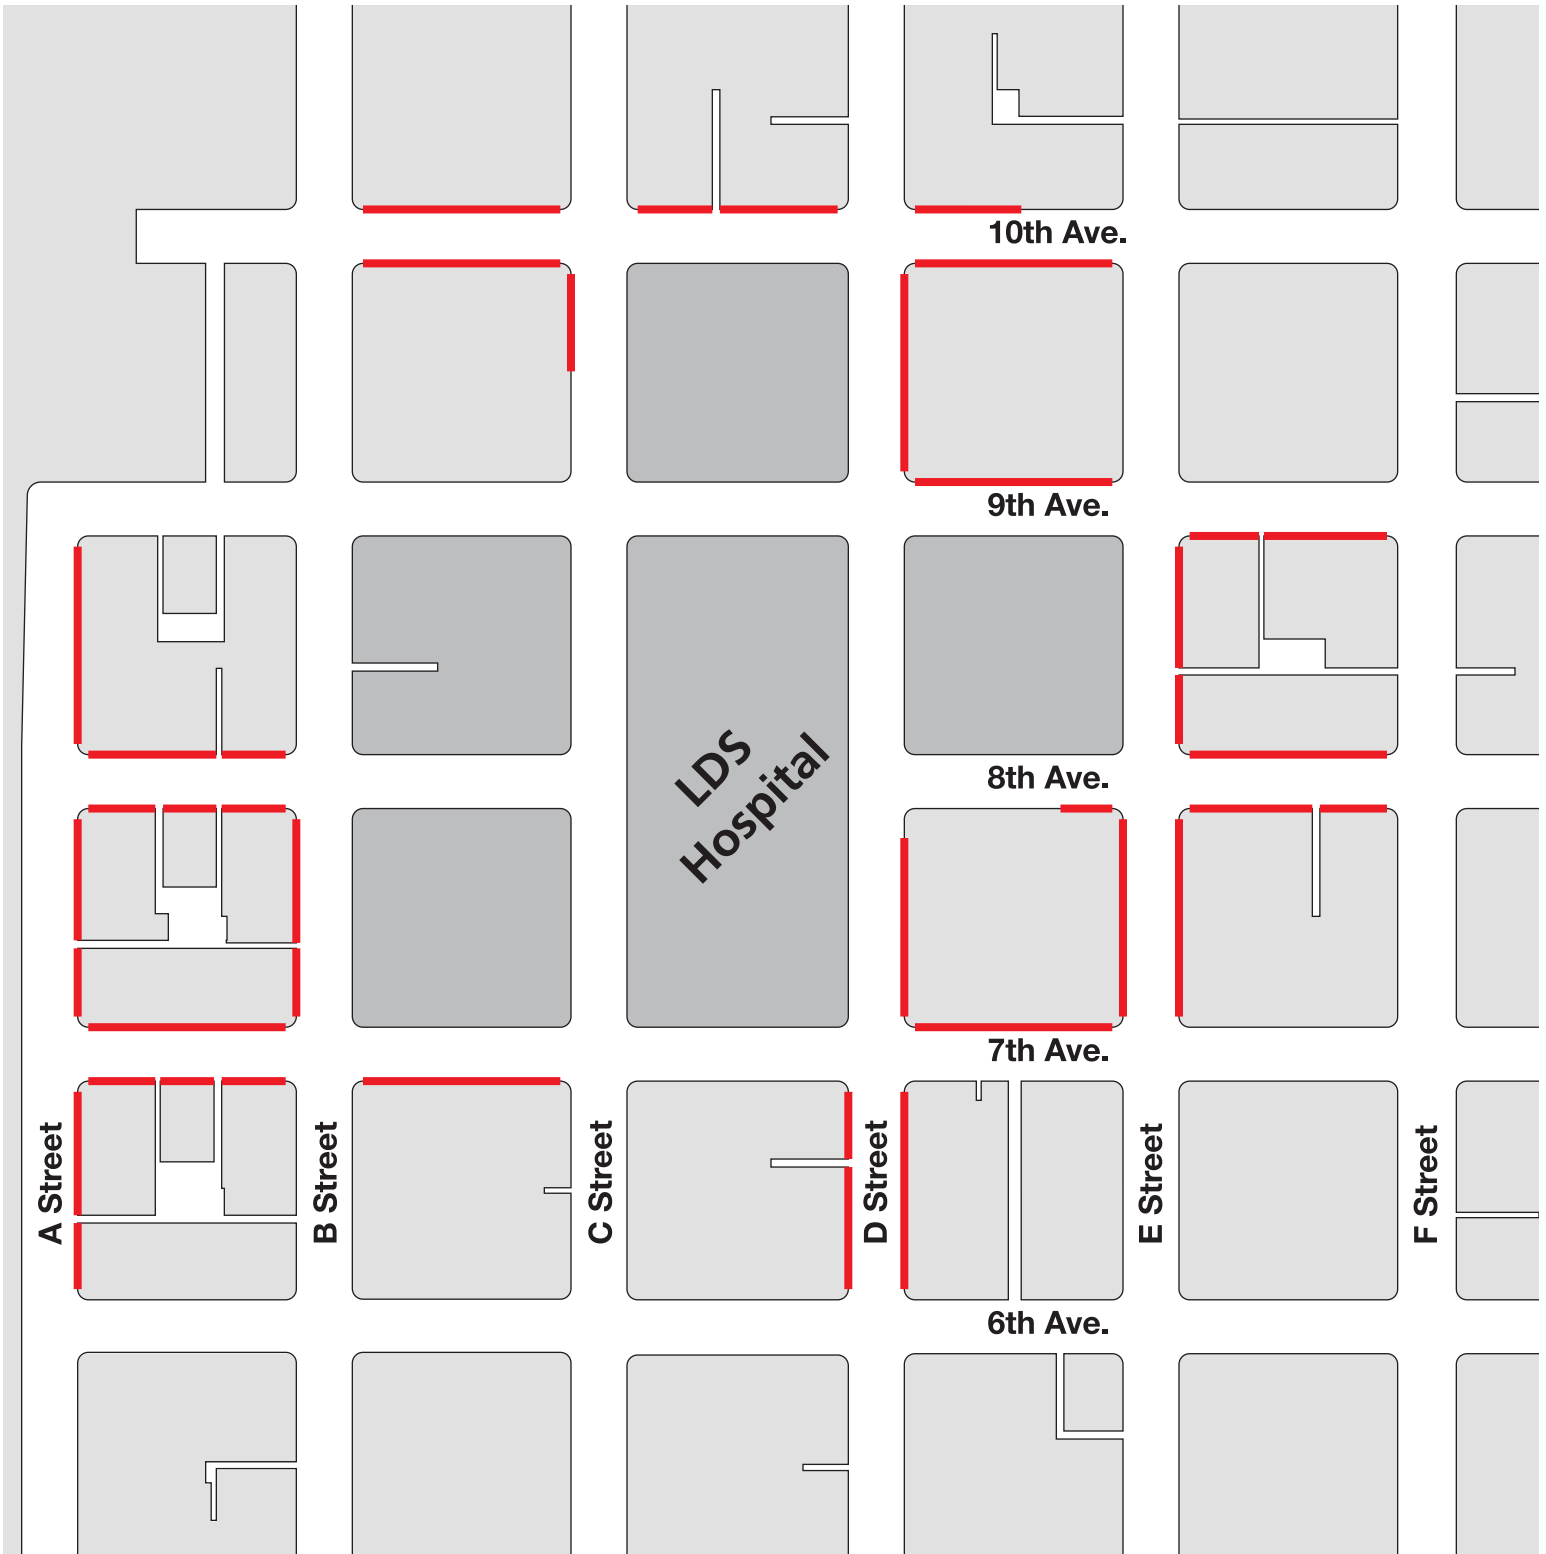 10th Ave.
9th Ave.
LDS
Hospital
8th Ave.
7th Ave.
A Street
B Street
C Street
D Street
E Street
F Street
6th Ave.